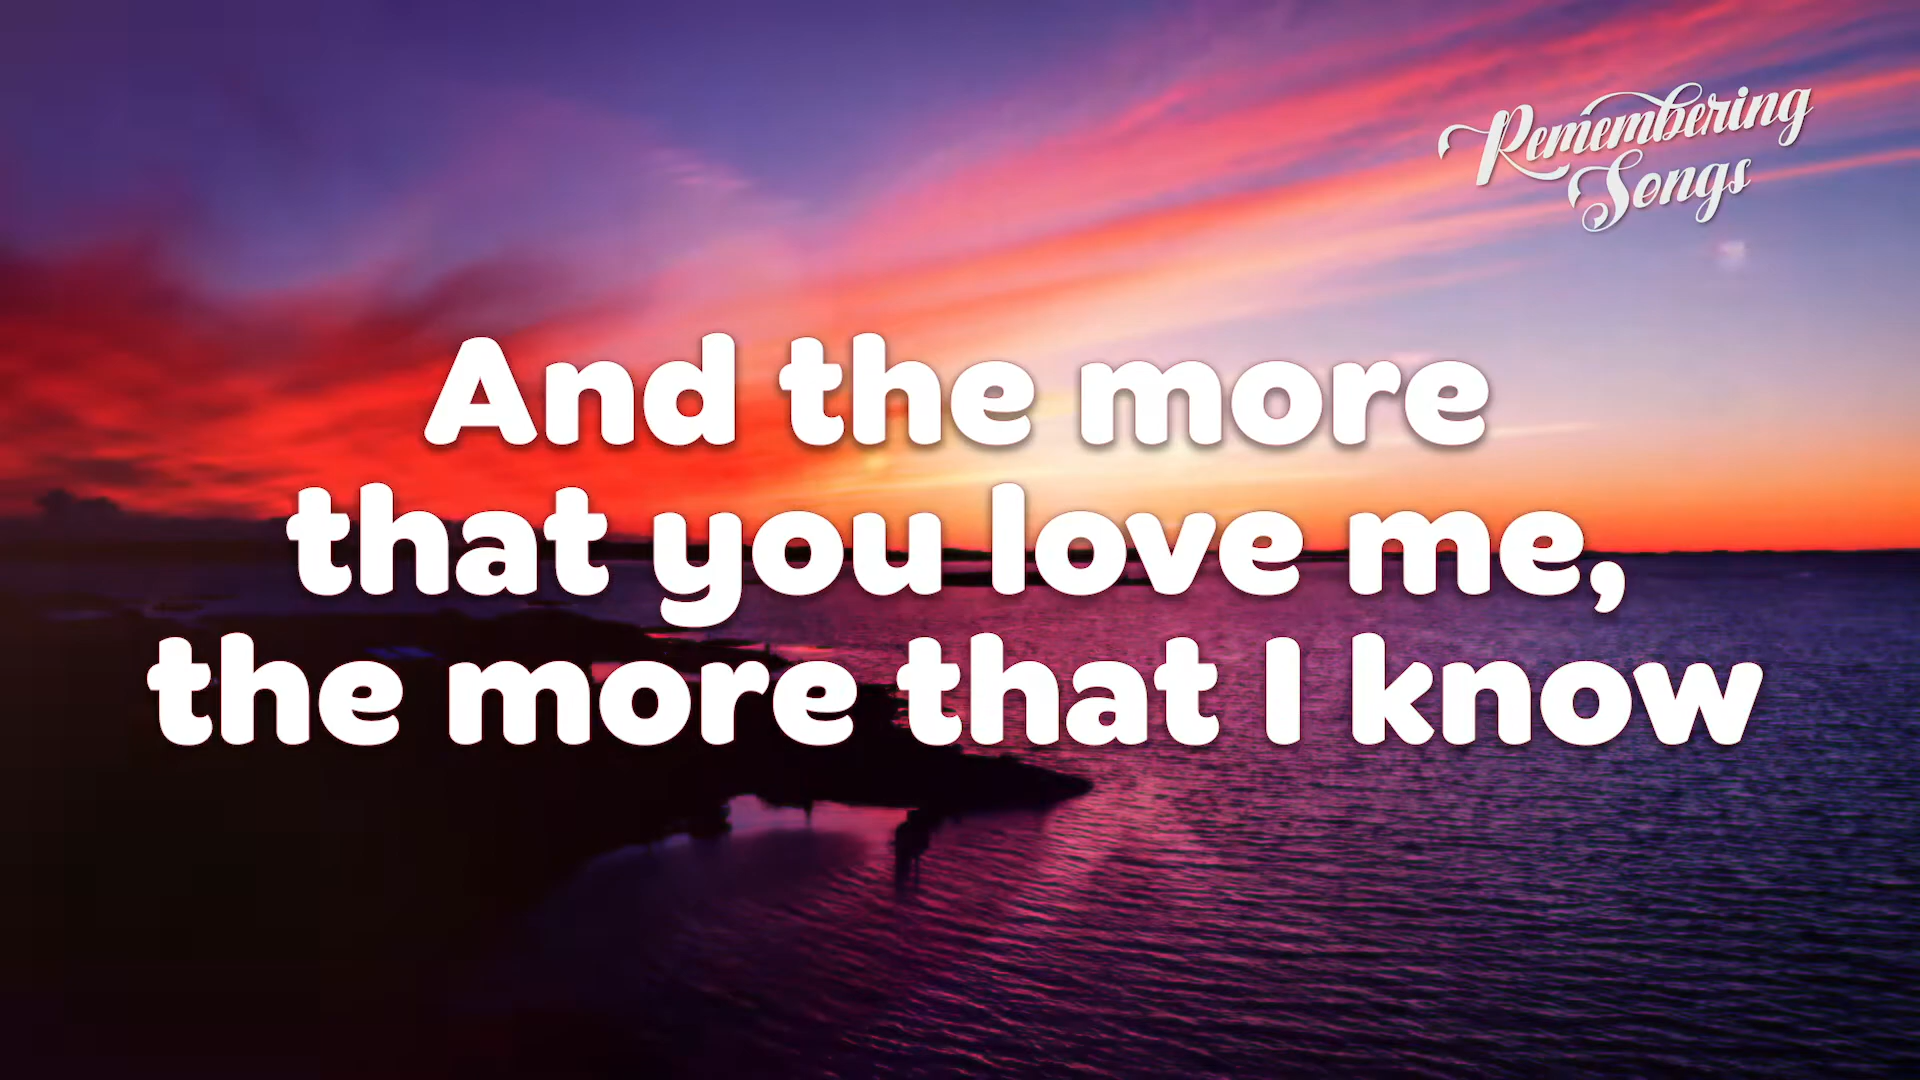 Remembering
Songs
And the more
that you love me,
the more that I know